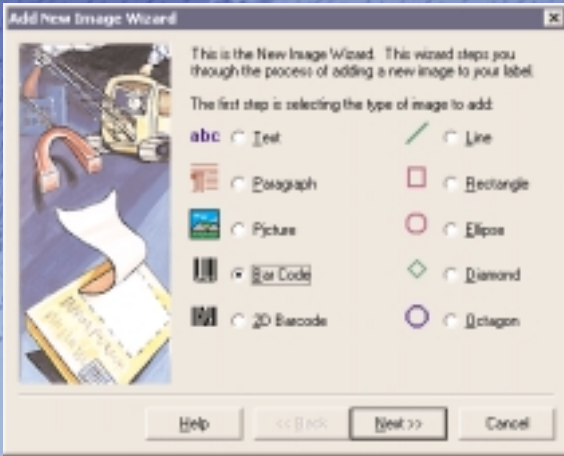 Add New Image Wizard
This is the New Image Wizard. This wizard steps you
through the process of adding a new image to your label.
The first step is selecting the type of image to add:
abc Text
Line
Paragraph
Rectangle
Picture
Ellipse
Bar Code
Diamond
2D Barcode
Octagon
Help
<< Back
Next >>
Cancel